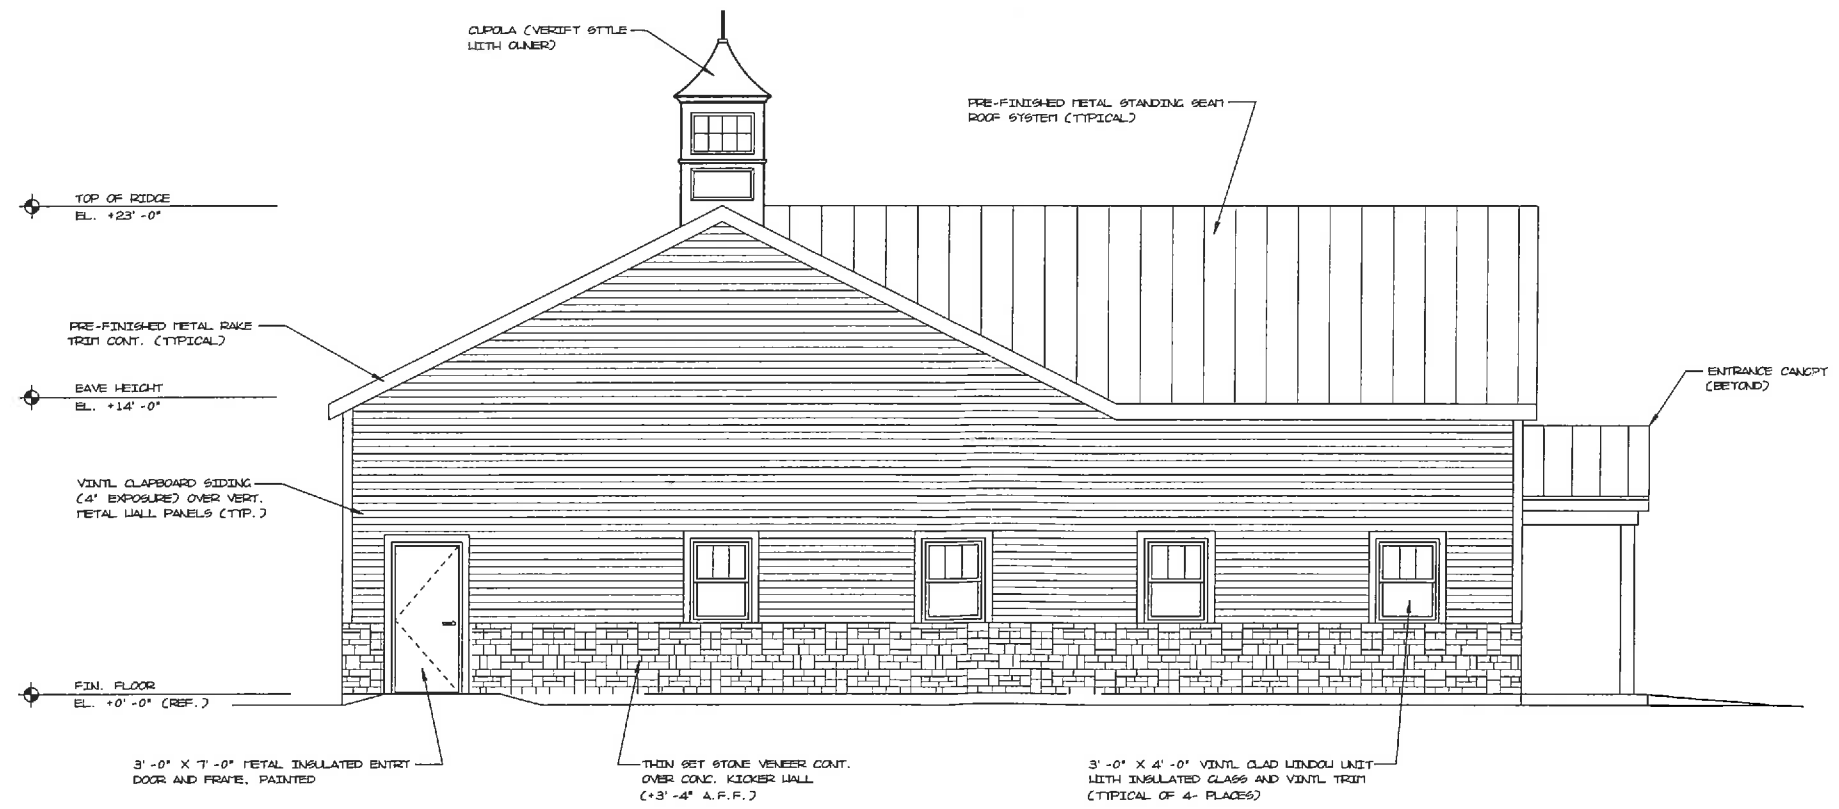 CUPOLA (VERIFY STYLE
WITH OWNER)
PRE-FINISHED METAL STANDING SEAM
ROOF SYSTEM (TYPICAL)
TOP OF RIDGE
EL. +23'-0"
PRE-FINISHED METAL RAKE
TRIM CONT. (TYPICAL)
EAVE HEIGHT
EL. +14'-0"
ENTRANCE CANOPY
(BEYOND)
VINYL CLAPBOARD SIDING
(4" EXPOSURE) OVER VERT.
METAL WALL PANELS (TYP.)
FIN. FLOOR
EL. +0'-0" (REF.)
3'-0" X 7'-0" METAL INSULATED ENTRY
DOOR AND FRAME, PAINTED
THIN SET STONE VENEER CONT.
OVER CONC. KICKER WALL
(+3'-4" A.F.F.)
3'-0" X 4'-0" VINYL CLAD WINDOW UNIT
WITH INSULATED GLASS AND VINYL TRIM
(TYPICAL OF 4- PLACES)